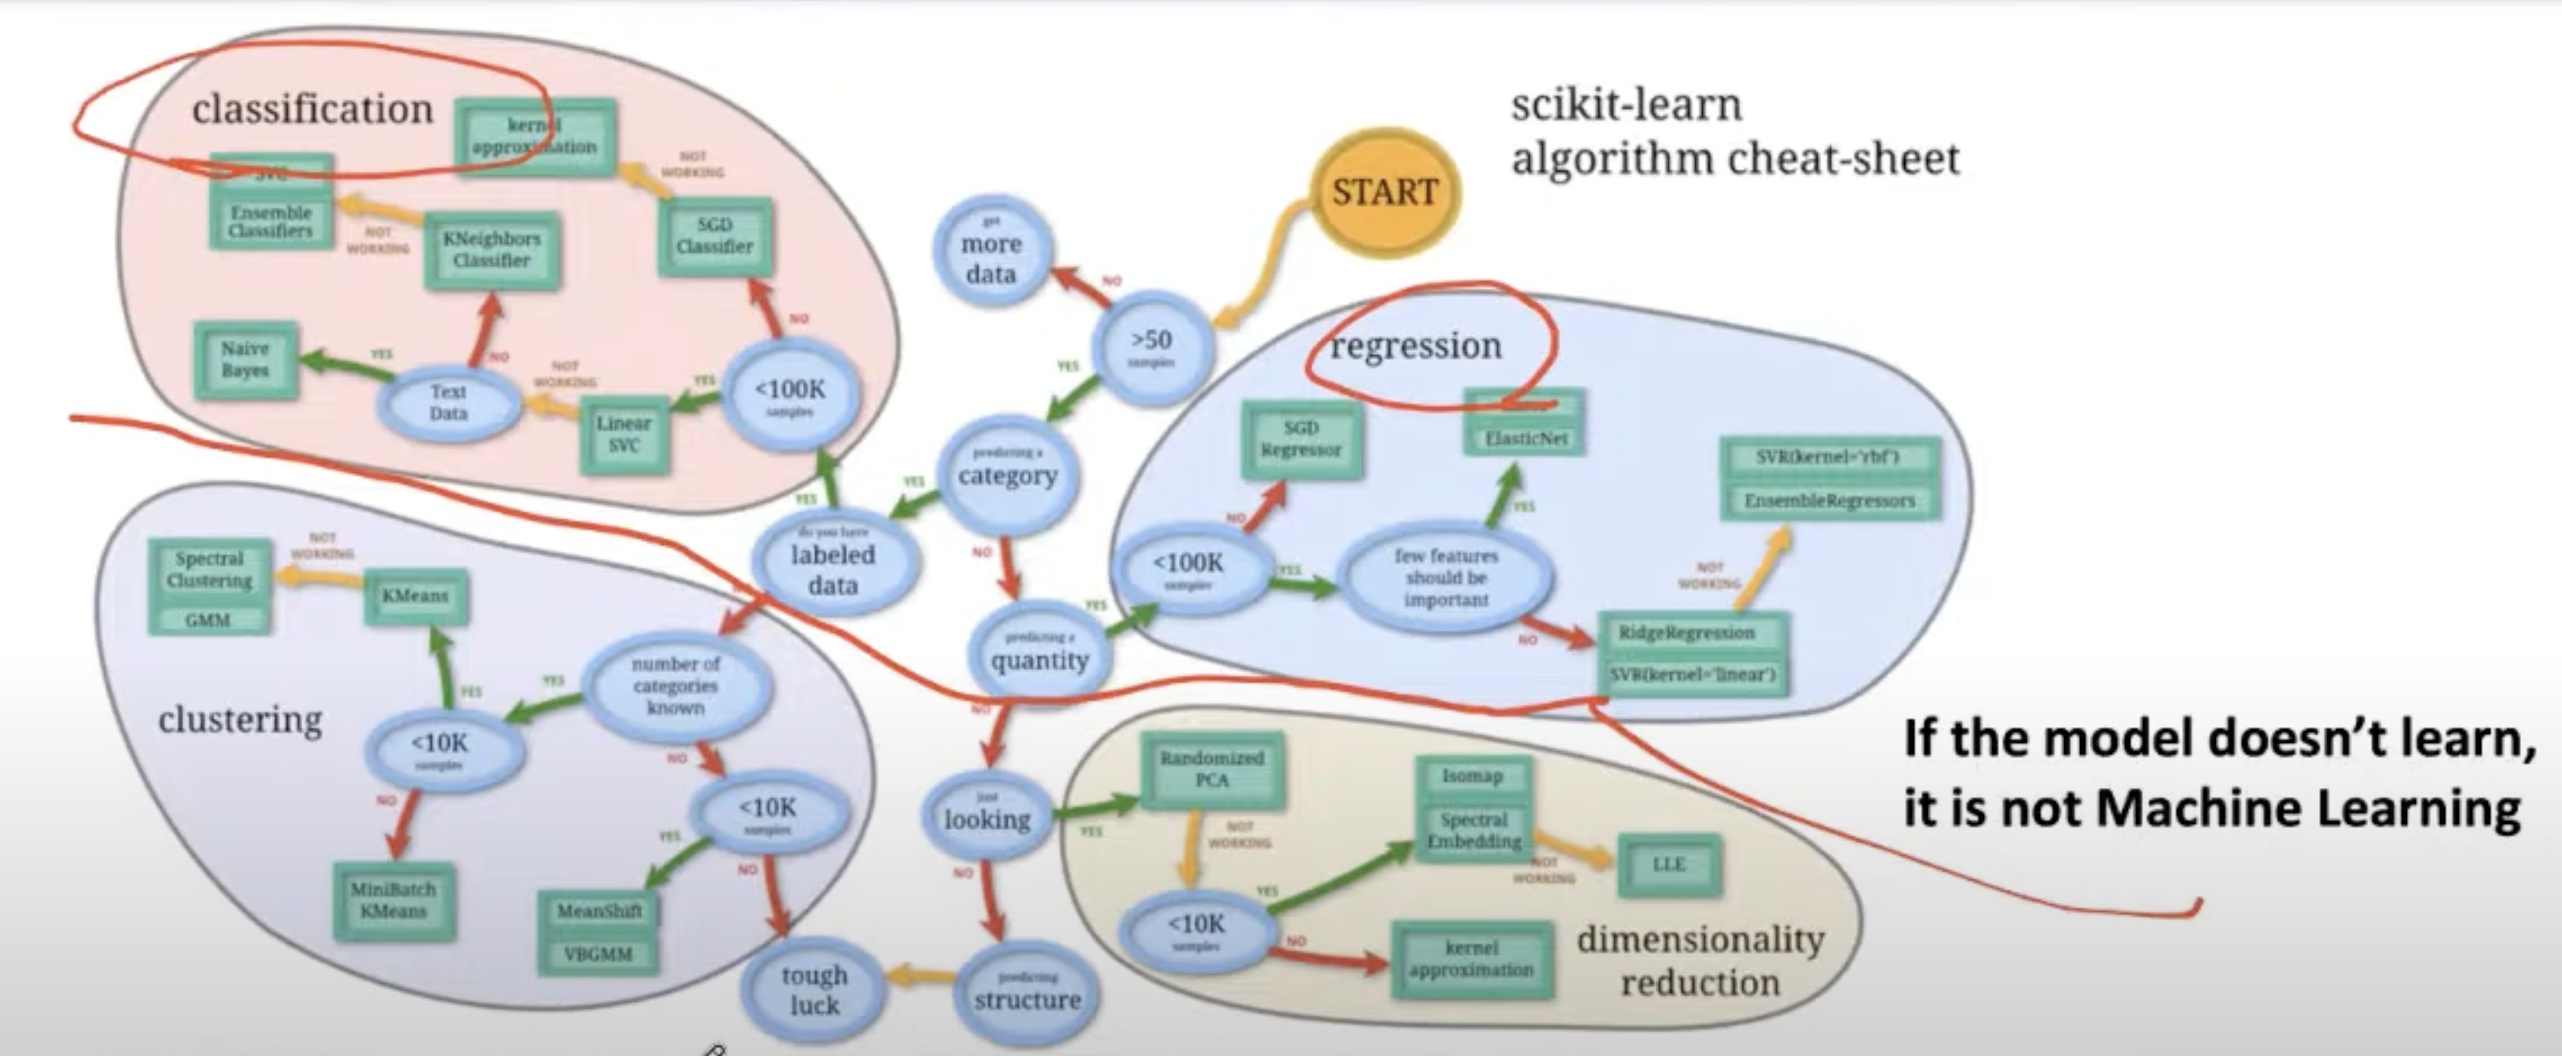 scikit-learn
algorithm cheat-sheet
START
classification
kernel
approximation
SVC
Ensemble
Classifiers
NOT
WORKING
KNeighbors
Classifier
NOT
WORKING
SGD
Classifier
NO
Naive
Bayes
YES
Text
Data
NO
NOT
WORKING
Linear
SVC
YES
<100K
samples
YES
get
more
data
NO
>50
samples
YES
predicting a
category
YES
do you have
labeled
data
NO
NO
predicting a
quantity
YES
NO
just
looking
YES
NO
predicting
structure
tough
luck
regression
SGD
Regressor
NO
<100K
samples
YES
few features
should be
important
YES
ElasticNet
NO
RidgeRegression
SVR(kernel='linear')
NOT
WORKING
SVR(kernel='rbf')
EnsembleRegressors
clustering
Spectral
Clustering
GMM
NOT
WORKING
KMeans
YES
<10K
samples
NO
MiniBatch
KMeans
YES
number of
categories
known
NO
<10K
samples
YES
MeanShift
VBGMM
NO
dimensionality
reduction
Randomized
PCA
NOT
WORKING
<10K
samples
YES
Isomap
Spectral
Embedding
NOT
WORKING
LLE
NO
kernel
approximation
If the model doesn’t learn,
it is not Machine Learning